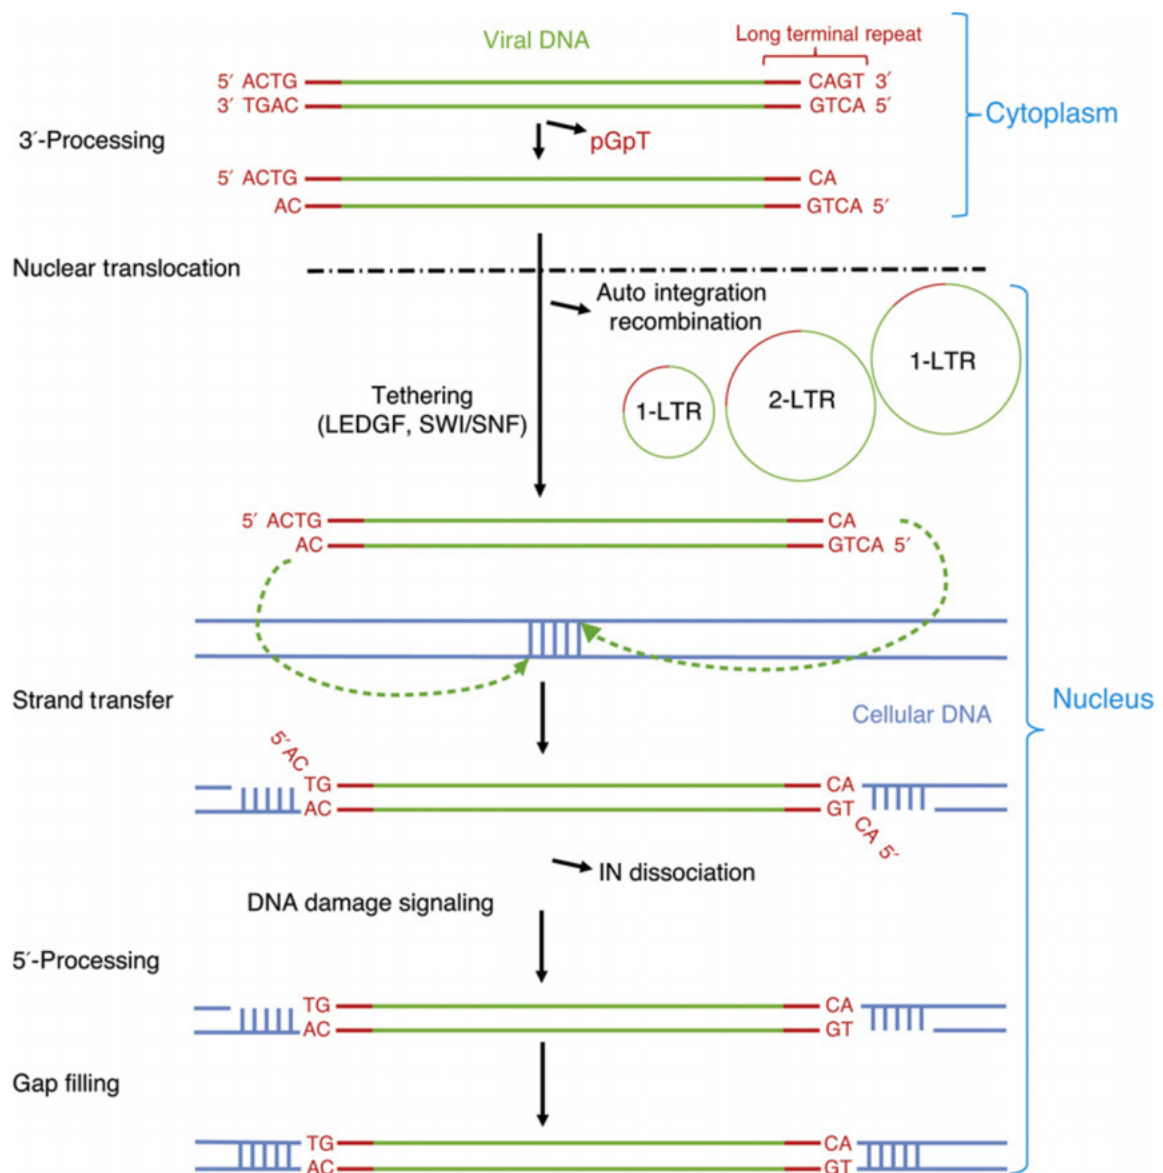 Viral DNA
Long terminal repeat
5′ ACTG CAGT 3′
3′ TGAC GTCA 5′
Cytoplasm
3′-Processing
pGpT
5′ ACTG CA
AC GTCA 5′
Nuclear translocation
Auto integration
recombination
1-LTR
2-LTR
1-LTR
Tethering
(LEDGF, SWI/SNF)
5′ ACTG CA
AC GTCA 5′
Strand transfer
Cellular DNA
Nucleus
5′AC
TG CA
AC GT
CA 5′
IN dissociation
DNA damage signaling
5′-Processing
TG CA
AC GT
Gap filling
TG CA
AC GT